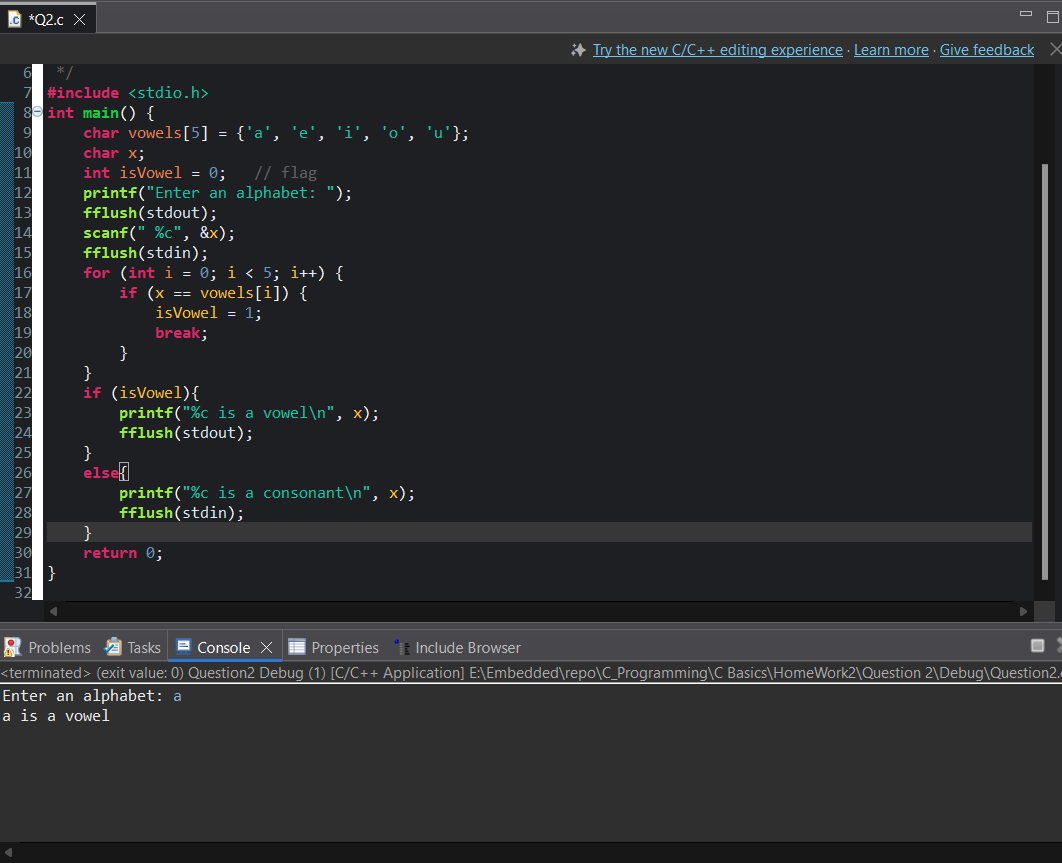 *Q2.c
Try the new C/C++ editing experience · Learn more · Give feedback
6 */
7 #include <stdio.h>
8 int main() {
9     char vowels[5] = {'a', 'e', 'i', 'o', 'u'};
10     char x;
11     int isVowel = 0;   // flag
12     printf("Enter an alphabet: ");
13     fflush(stdout);
14     scanf(" %c", &x);
15     fflush(stdin);
16     for (int i = 0; i < 5; i++) {
17         if (x == vowels[i]) {
18             isVowel = 1;
19             break;
20         }
21     }
22     if (isVowel){
23         printf("%c is a vowel\n", x);
24         fflush(stdout);
25     }
26     else{
27         printf("%c is a consonant\n", x);
28         fflush(stdin);
29     }
30     return 0;
31 }
32
Problems Tasks Console Properties Include Browser
<terminated> (exit value: 0) Question2 Debug (1) [C/C++ Application] E:\Embedded\repo\C_Programming\C Basics\HomeWork2\Question 2\Debug\Question2.
Enter an alphabet: a
a is a vowel